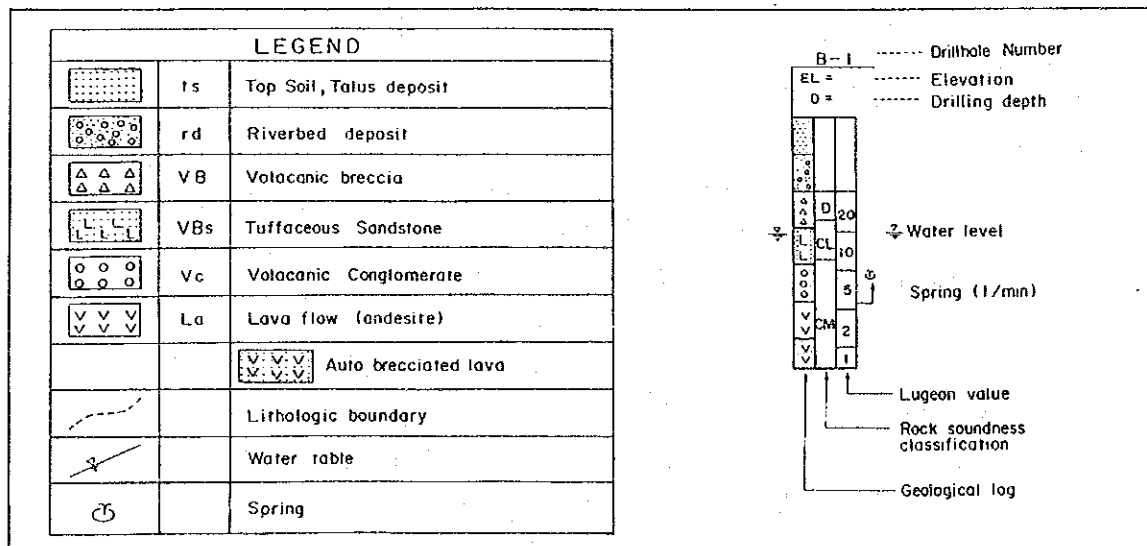 LEGEND
ts Top Soil, Talus deposit
rd Riverbed deposit
VB Volacanic breccia
VBs Tuffaceous Sandstone
Vc Volacanic Conglomerate
La Lava flow (andesite)
Auto brecciated lava
Lithologic boundary
Water table
Spring
B-1 Drillhole Number
EL = Elevation
D = Drilling depth
D 20
CL 10
Water level
5 Spring (l/min)
CM 2
1
Lugeon value
Rock soundness
classification
Geological log